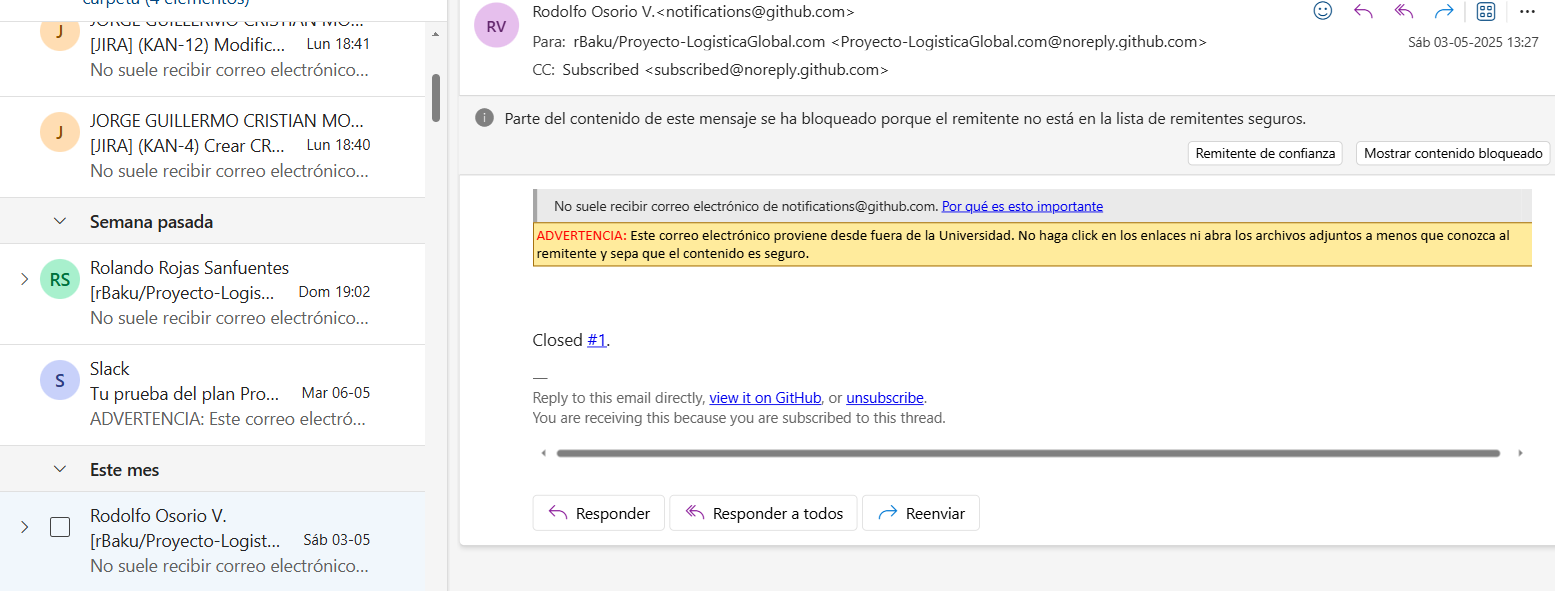 carpeta (4 elementos)
J
JORGE GUILLERMO CRISTIAN MO...
[JIRA] (KAN-12) Modific... Lun 18:41
No suele recibir correo electrónico...
J
JORGE GUILLERMO CRISTIAN MO...
[JIRA] (KAN-4) Crear CR... Lun 18:40
No suele recibir correo electrónico...
Semana pasada
RS
Rolando Rojas Sanfuentes
[rBaku/Proyecto-Logis... Dom 19:02
No suele recibir correo electrónico...
S
Slack
Tu prueba del plan Pro... Mar 06-05
ADVERTENCIA: Este correo electró...
Este mes
Rodolfo Osorio V.
[rBaku/Proyecto-Logist... Sáb 03-05
No suele recibir correo electrónico...
RV
Rodolfo Osorio V.<notifications@github.com>
Para: rBaku/Proyecto-LogisticaGlobal.com <Proyecto-LogisticaGlobal.com@noreply.github.com>
Sáb 03-05-2025 13:27
CC: Subscribed <subscribed@noreply.github.com>
Parte del contenido de este mensaje se ha bloqueado porque el remitente no está en la lista de remitentes seguros.
Remitente de confianza
Mostrar contenido bloqueado
No suele recibir correo electrónico de notifications@github.com. Por qué es esto importante
ADVERTENCIA: Este correo electrónico proviene desde fuera de la Universidad. No haga click en los enlaces ni abra los archivos adjuntos a menos que conozca al
remitente y sepa que el contenido es seguro.
Closed #1.
—
Reply to this email directly, view it on GitHub, or unsubscribe.
You are receiving this because you are subscribed to this thread.
Responder
Responder a todos
Reenviar